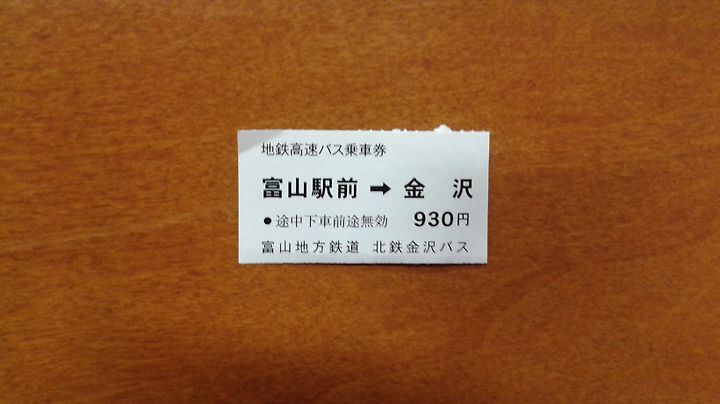 地鉄高速バス乗車券
富山駅前 ➡ 金 沢
● 途中下車前途無効 930円
富山地方鉄道 北鉄金沢バス